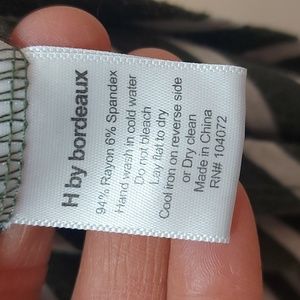 H by bordeaux
94% Rayon 6% Spandex
Hand wash in cold water
Do not bleach
Lay flat to dry
Cool iron on reverse side
or Dry clean
Made in China
RN# 104072